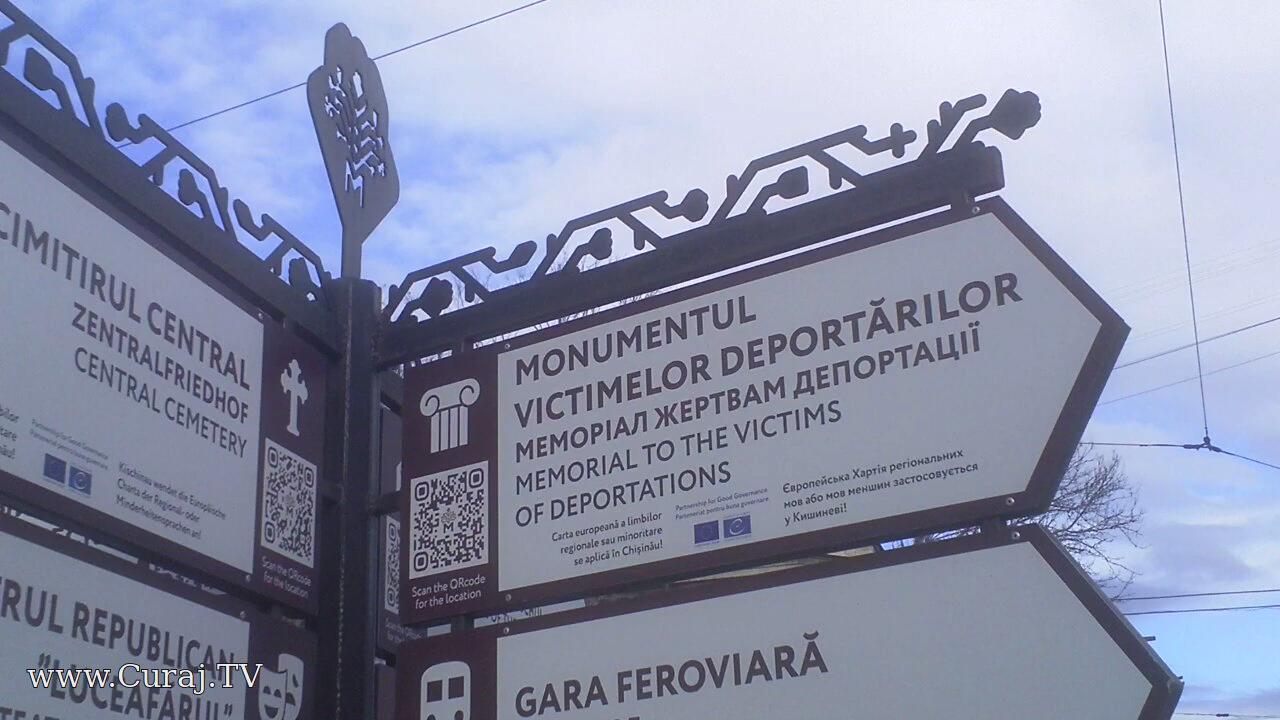 CIMITIRUL CENTRAL
ZENTRALFRIEDHOF
CENTRAL CEMETERY
Partnership for Good Governance
Parteneriat pentru buna guvernare
Kischinau wendet die Europäische
Charta der Regional- oder
Minderheitensprachen an!
Scan the QRcode
for the location
MONUMENTUL
VICTIMELOR DEPORTĂRILOR
МЕМОРІАЛ ЖЕРТВАМ ДЕПОРТАЦІЇ
MEMORIAL TO THE VICTIMS
OF DEPORTATIONS
Carta europeană a limbilor
regionale sau minoritare
se aplică în Chișinău!
Partnership for Good Governance
Parteneriat pentru buna guvernare
Європейська Хартія регіональних
мов або мов меншин застосовується
у Кишиневі!
Scan the QRcode
for the location
REPUBLICAN
"LUCEAFĂRUL"
GARA FEROVIARĂ
www.Curaj.TV